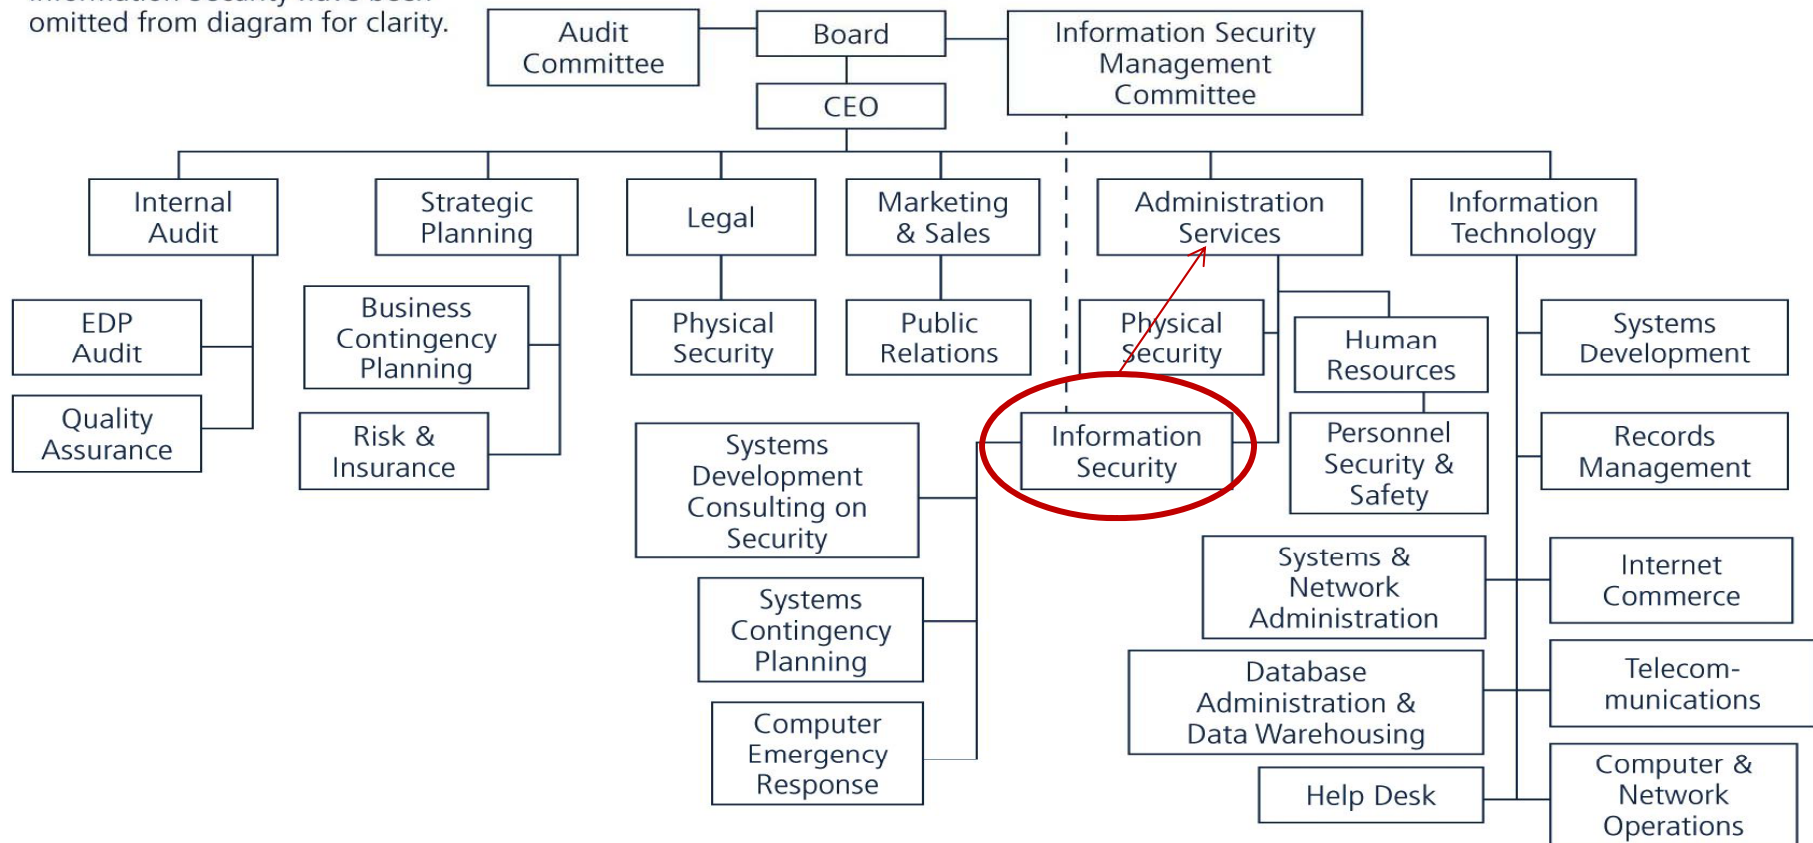 Information Security have been
omitted from diagram for clarity.
Audit
Committee
Board
Information Security
Management
Committee
CEO
Internal
Audit
Strategic
Planning
Legal
Marketing
& Sales
Administration
Services
Information
Technology
EDP
Audit
Quality
Assurance
Business
Contingency
Planning
Risk &
Insurance
Physical
Security
Public
Relations
Physical
Security
Human
Resources
Personnel
Security &
Safety
Information
Security
Systems
Development
Consulting on
Security
Systems
Contingency
Planning
Computer
Emergency
Response
Systems
Development
Records
Management
Systems &
Network
Administration
Internet
Commerce
Database
Administration &
Data Warehousing
Telecom-
munications
Help Desk
Computer &
Network
Operations